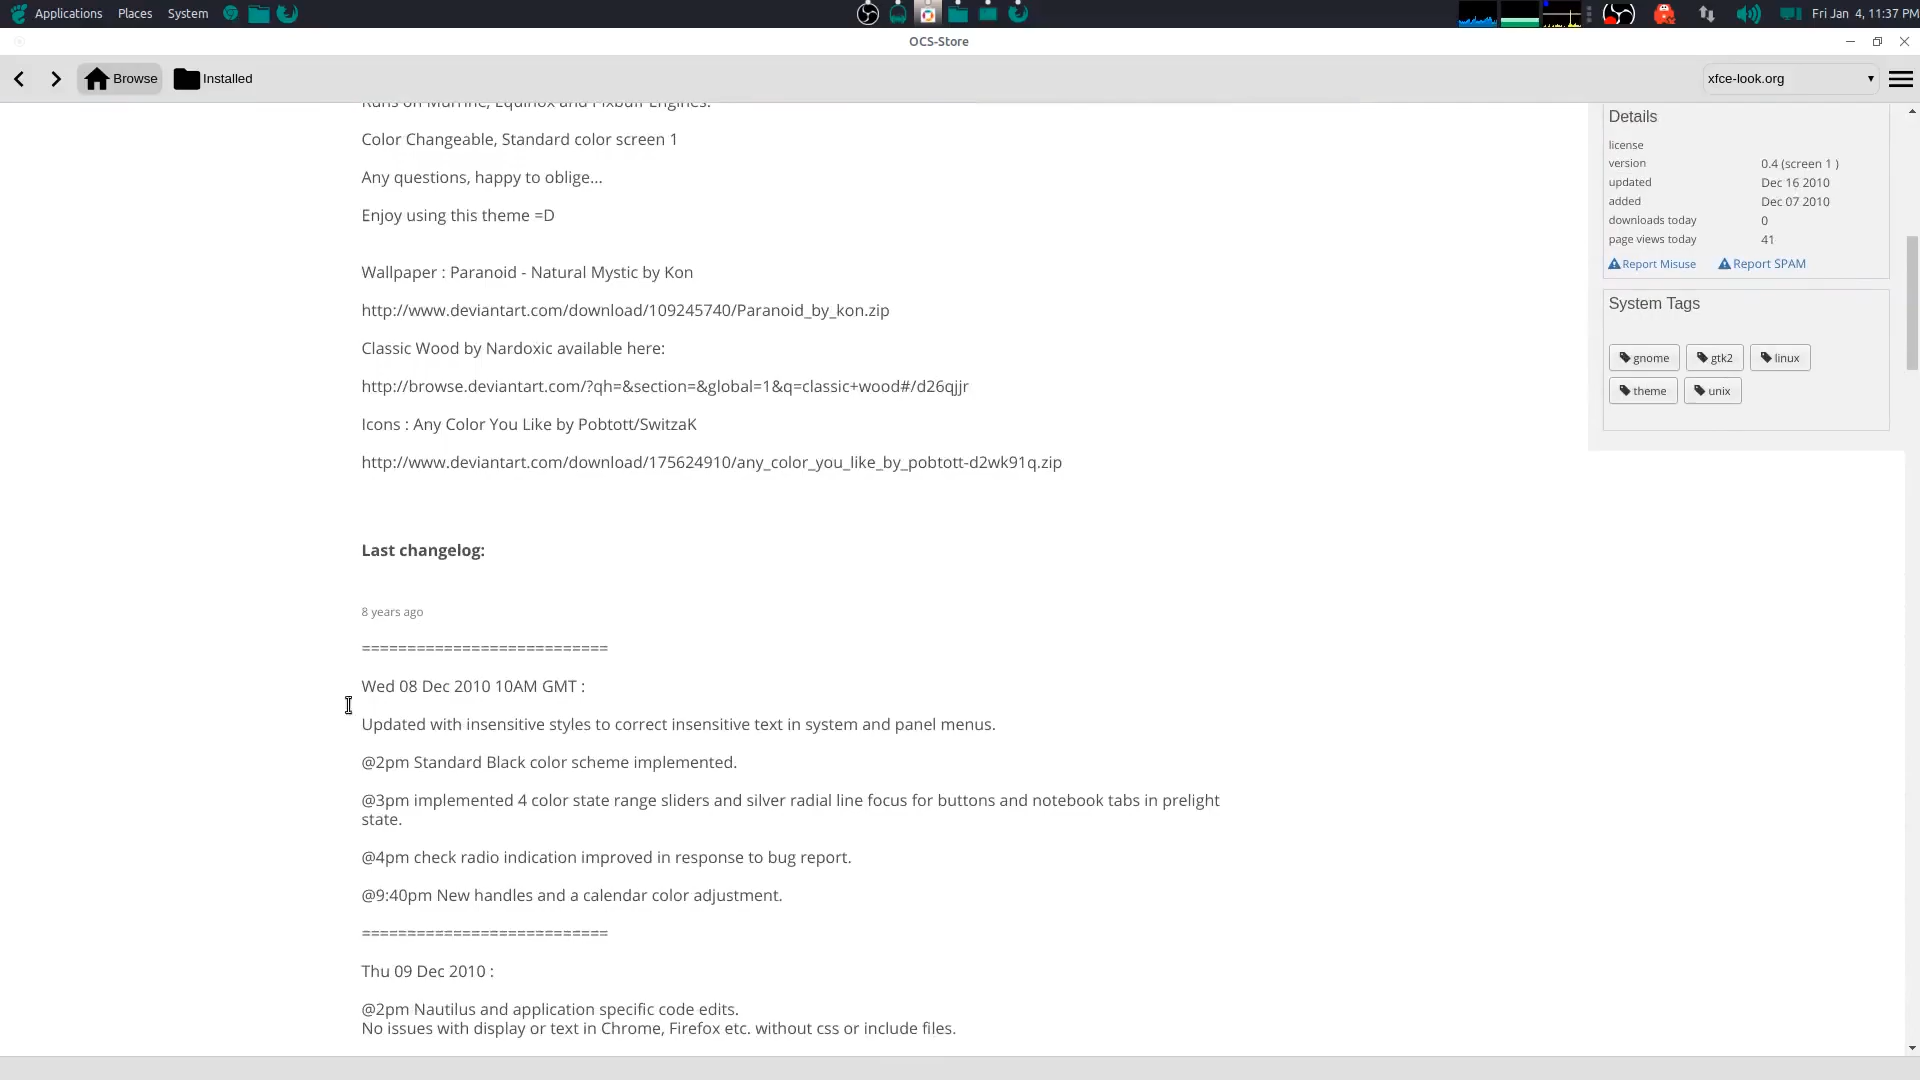 Applications Places System
Fri Jan 4, 11:37 PM
OCS-Store
Browse Installed
xfce-look.org
Runs on Murrine, Equinox and Pixbuff Engines.
Color Changeable, Standard color screen 1
Any questions, happy to oblige...
Enjoy using this theme =D
Wallpaper : Paranoid - Natural Mystic by Kon
http://www.deviantart.com/download/109245740/Paranoid_by_kon.zip
Classic Wood by Nardoxic available here:
http://browse.deviantart.com/?qh=&section=&global=1&q=classic+wood#/d26qjjr
Icons : Any Color You Like by Pobtott/SwitzaK
http://www.deviantart.com/download/175624910/any_color_you_like_by_pobtott-d2wk91q.zip
Last changelog:
8 years ago
===========================
Wed 08 Dec 2010 10AM GMT :
Updated with insensitive styles to correct insensitive text in system and panel menus.
@2pm Standard Black color scheme implemented.
@3pm implemented 4 color state range sliders and silver radial line focus for buttons and notebook tabs in prelight
state.
@4pm check radio indication improved in response to bug report.
@9:40pm New handles and a calendar color adjustment.
===========================
Thu 09 Dec 2010 :
@2pm Nautilus and application specific code edits.
No issues with display or text in Chrome, Firefox etc. without css or include files.
Details
license
version 0.4 (screen 1 )
updated Dec 16 2010
added Dec 07 2010
downloads today 0
page views today 41
Report Misuse Report SPAM
System Tags
gnome gtk2 linux
theme unix